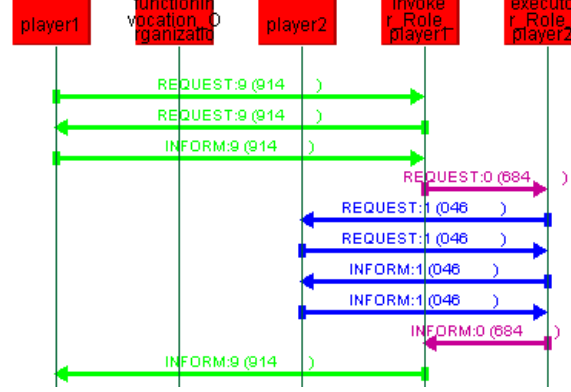 player1
functionin
vocation_O
rganizatio
player2
invoke
r_Role_
player1
executo
r_Role_
player2
REQUEST:9 (914 )
REQUEST:9 (914 )
INFORM:9 (914 )
REQUEST:0 (684 )
REQUEST:1 (046 )
REQUEST:1 (046 )
INFORM:1 (046 )
INFORM:1 (046 )
INFORM:0 (684 )
INFORM:9 (914 )